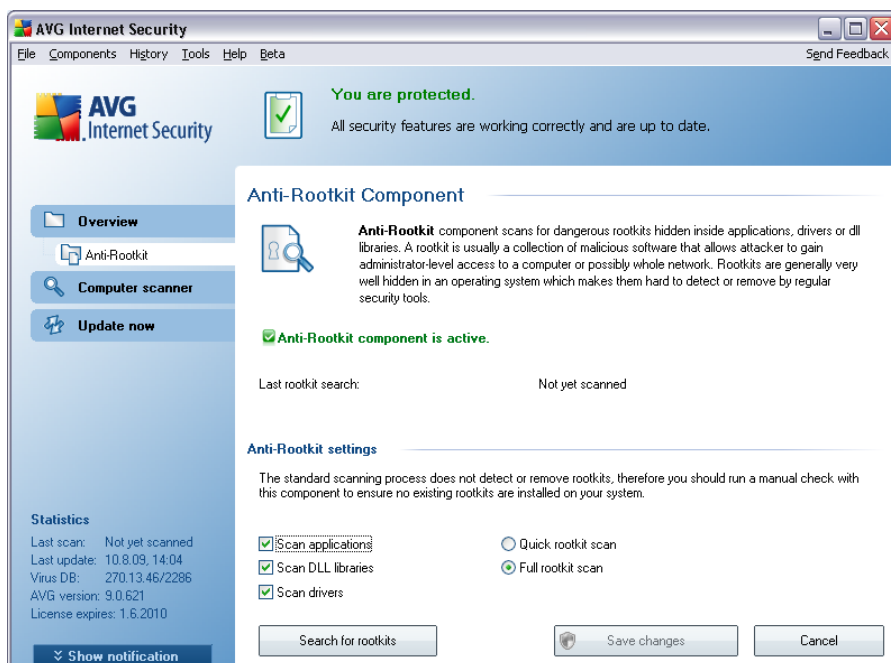 AVG Internet Security
File Components History Tools Help Beta Send Feedback
AVG
Internet Security
You are protected.
All security features are working correctly and are up to date.
Overview
Anti-Rootkit
Computer scanner
Update now
Anti-Rootkit Component
Anti-Rootkit component scans for dangerous rootkits hidden inside applications, drivers or dll
libraries. A rootkit is usually a collection of malicious software that allows attacker to gain
administrator-level access to a computer or possibly whole network. Rootkits are generally very
well hidden in an operating system which makes them hard to detect or remove by regular
security tools.
Anti-Rootkit component is active.
Last rootkit search: Not yet scanned
Anti-Rootkit settings
The standard scanning process does not detect or remove rootkits, therefore you should run a manual check with
this component to ensure no existing rootkits are installed on your system.
Scan applications Quick rootkit scan
Scan DLL libraries Full rootkit scan
Scan drivers
Search for rootkits Save changes Cancel
Statistics
Last scan: Not yet scanned
Last update: 10.8.09, 14:04
Virus DB: 270.13.46/2286
AVG version: 9.0.621
License expires: 1.6.2010
Show notification